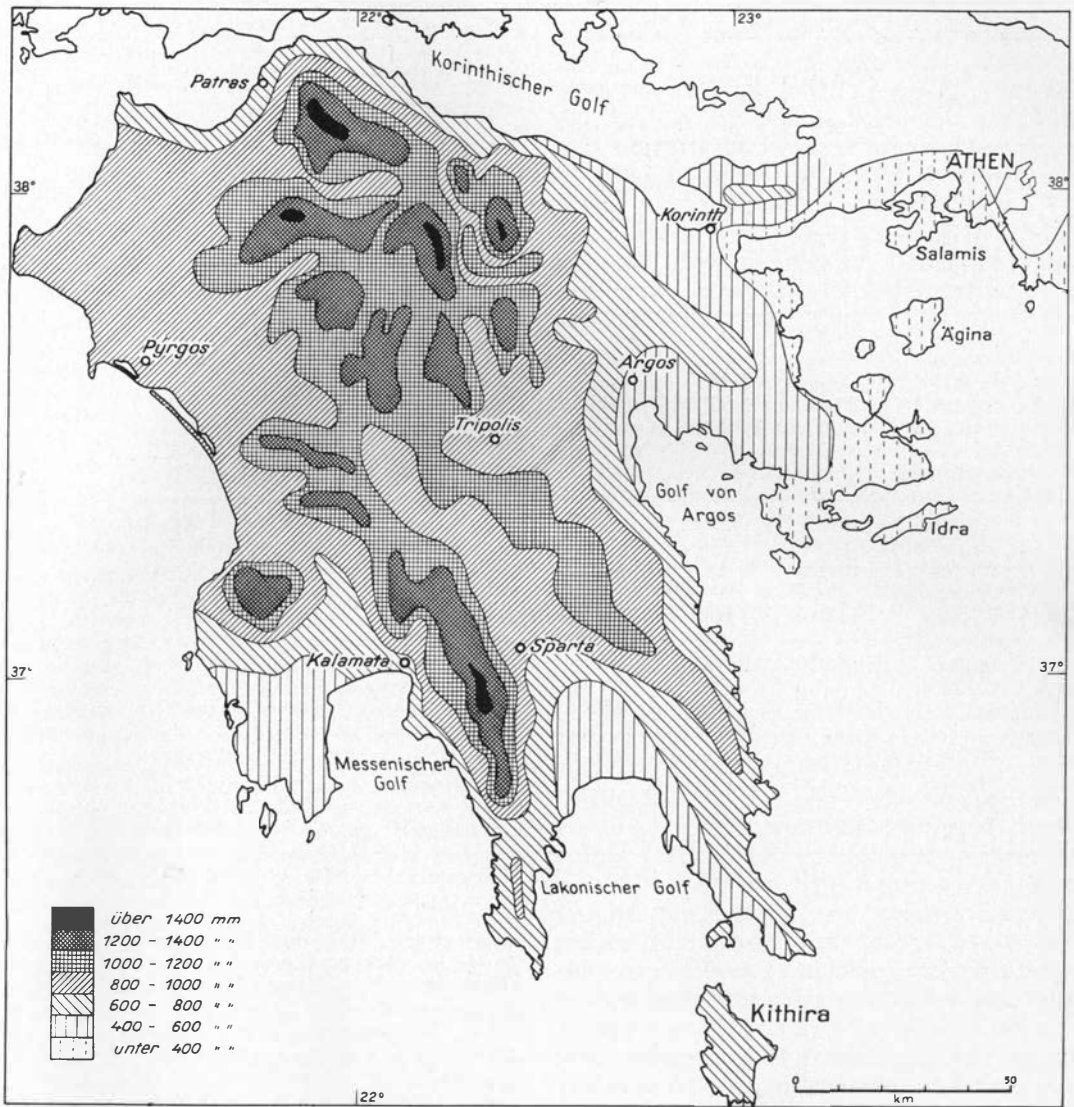 22°
23°
Patras
Korinthischer Golf
ATHEN
38°
38°
Korinth
Salamis
Ägina
Pyrgos
Argos
Tripolis
Golf von
Argos
Idra
Sparta
Kalamata
37°
37°
Messenischer
Golf
Lakonischer Golf
über 1400 mm
1200 - 1400 " "
1000 - 1200 " "
800 - 1000 " "
600 - 800 " "
400 - 600 " "
unter 400 " "
Kithira
0 50
km
22°